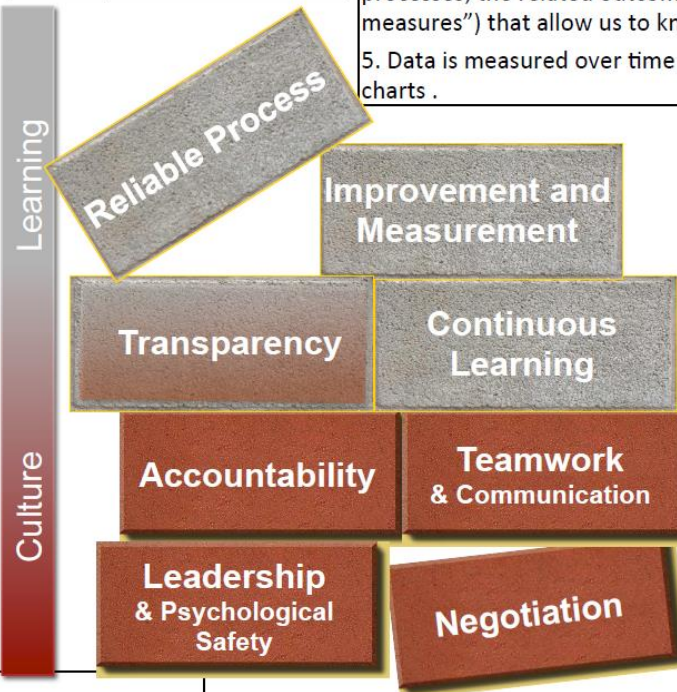 measures") that allow us to kn
5. Data is measured over time
charts .
Learning
Reliable Process
Improvement and
Measurement
Transparency
Continuous
Learning
Culture
Accountability
Teamwork
& Communication
Leadership
& Psychological
Safety
Negotiation